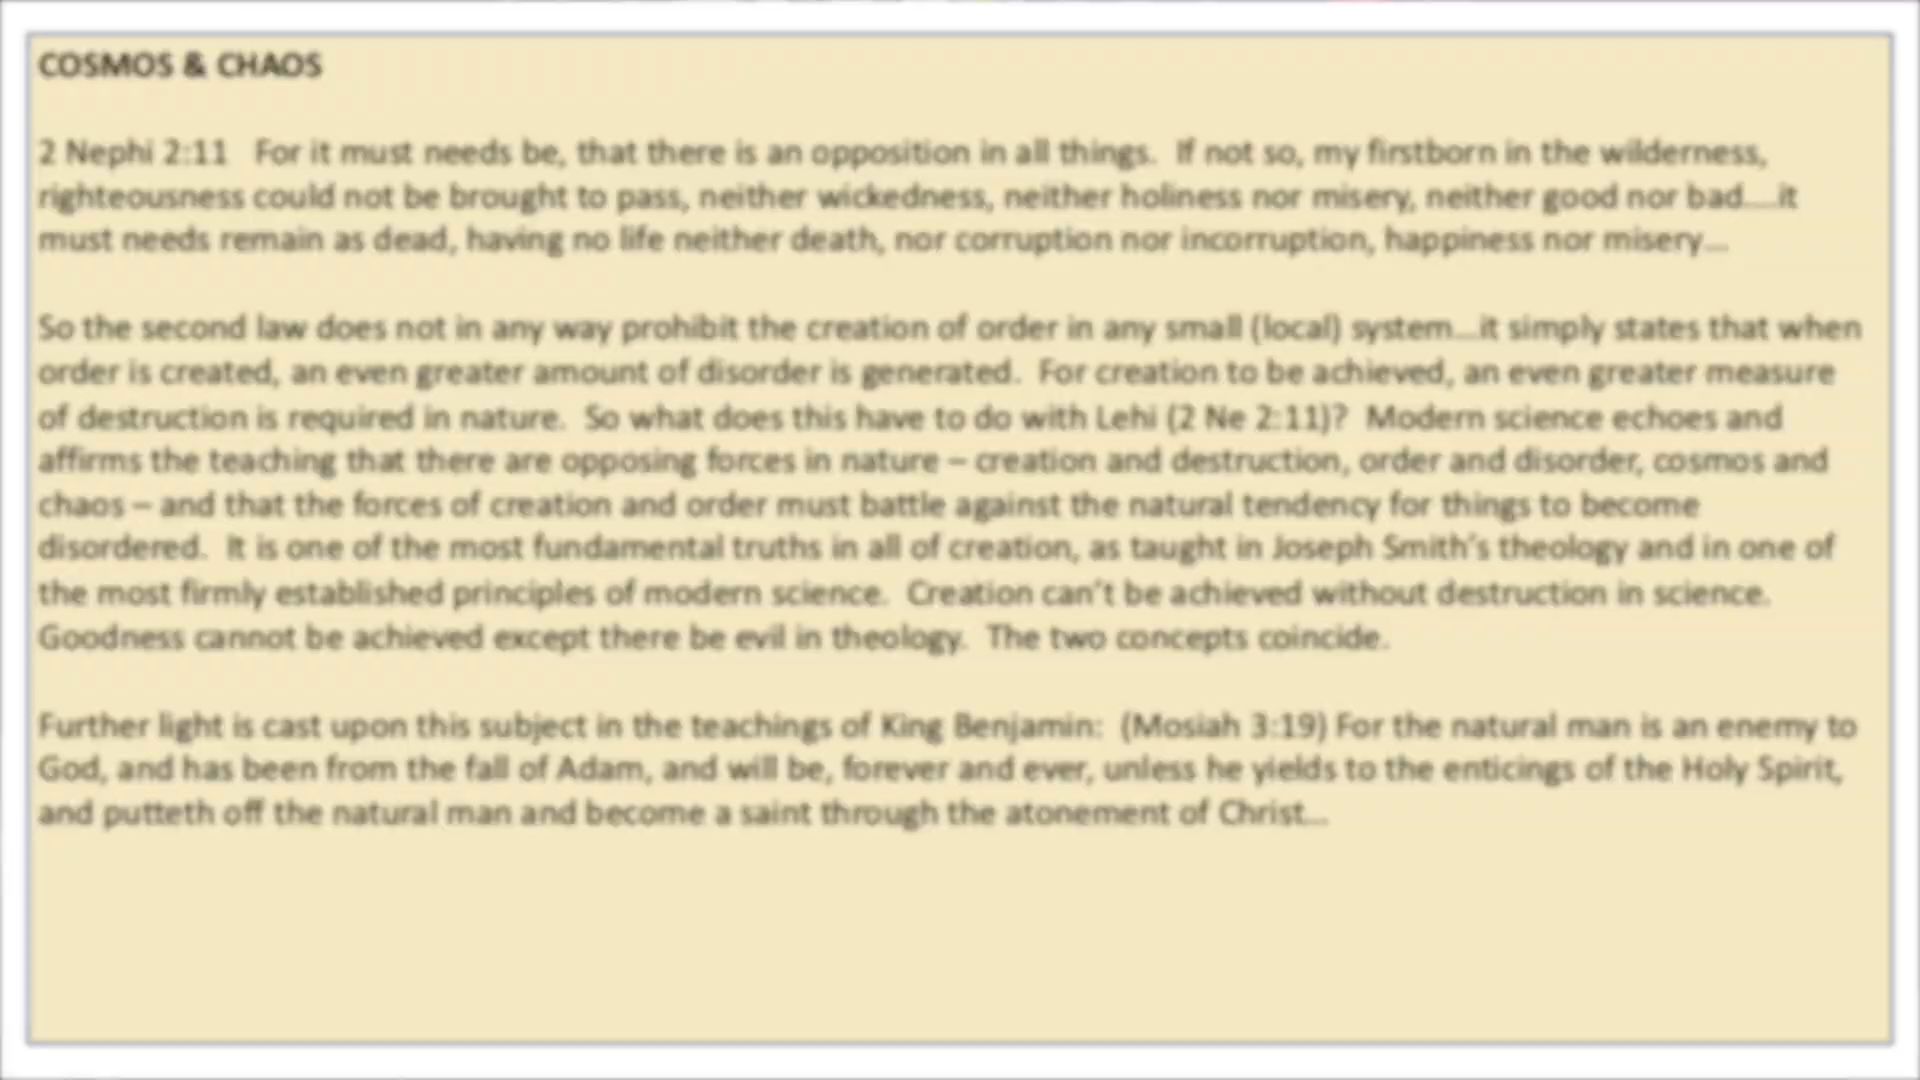 COSMOS & CHAOS
2 Nephi 2:11 For it must needs be, that there is an opposition in all things. If not so, my firstborn in the wilderness,
righteousness could not be brought to pass, neither wickedness, neither holiness nor misery, neither good nor bad....it
must needs remain as dead, having no life neither death, nor corruption nor incorruption, happiness nor misery...
So the second law does not in any way prohibit the creation of order in any small (local) system...it simply states that when
order is created, an even greater amount of disorder is generated. For creation to be achieved, an even greater measure
of destruction is required in nature. So what does this have to do with Lehi (2 Ne 2:11)? Modern science echoes and
affirms the teaching that there are opposing forces in nature – creation and destruction, order and disorder, cosmos and
chaos – and that the forces of creation and order must battle against the natural tendency for things to become
disordered. It is one of the most fundamental truths in all of creation, as taught in Joseph Smith's theology and in one of
the most firmly established principles of modern science. Creation can't be achieved without destruction in science.
Goodness cannot be achieved except there be evil in theology. The two concepts coincide.
Further light is cast upon this subject in the teachings of King Benjamin: (Mosiah 3:19) For the natural man is an enemy to
God, and has been from the fall of Adam, and will be, forever and ever, unless he yields to the enticings of the Holy Spirit,
and putteth off the natural man and become a saint through the atonement of Christ...